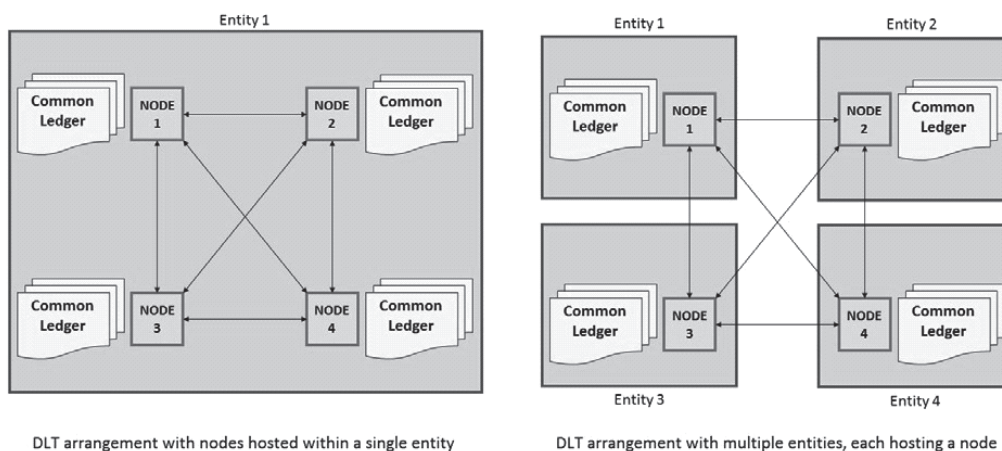 Entity 1
Common
Ledger
NODE
1
NODE
2
Common
Ledger
Common
Ledger
NODE
3
NODE
4
Common
Ledger
DLT arrangement with nodes hosted within a single entity
Entity 1
Entity 2
Common
Ledger
NODE
1
NODE
2
Common
Ledger
Common
Ledger
NODE
3
NODE
4
Common
Ledger
Entity 3
Entity 4
DLT arrangement with multiple entities, each hosting a node